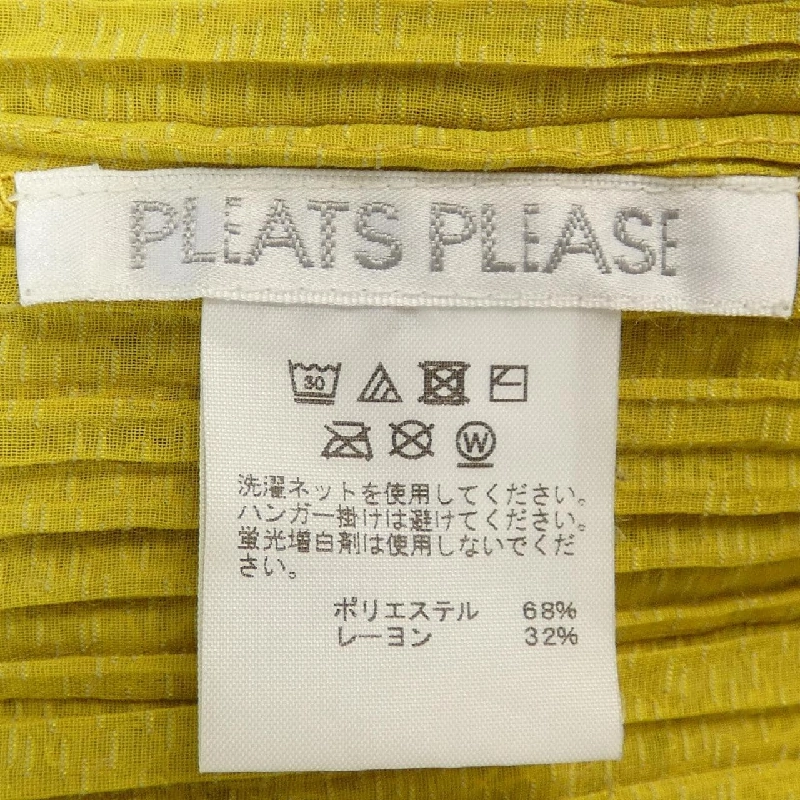 PLEATS PLEASE
30
W
洗濯ネットを使用してください。
ハンガー掛けは避けてください。
蛍光増白剤は使用しないでくだ
さい。
ポリエステル 68%
レーヨン 32%